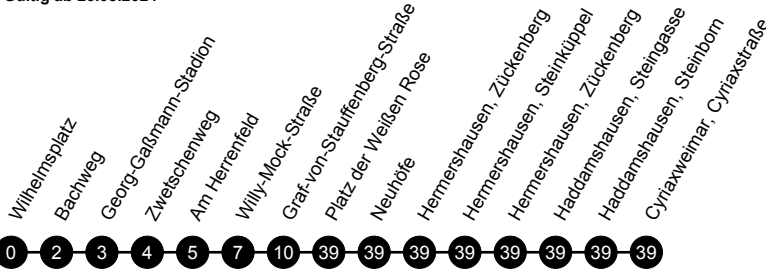 Wilhelmsplatz
Bachweg
Georg-Gaßmann-Stadion
Zwetschenweg
Am Herrenfeld
Willy-Mock-Straße
Graf-von-Stauffenberg-Straße
Platz der Weißen Rose
Neuhöfe
Hermershausen, Zückenberg
Hermershausen, Steinküppel
Hermershausen, Zückenberg
Haddamshausen, Steingasse
Haddamshausen, Steinborn
Cyriaxweimar, Cyriaxstraße
0 2 3 4 5 7 10 39 39 39 39 39 39 39 39